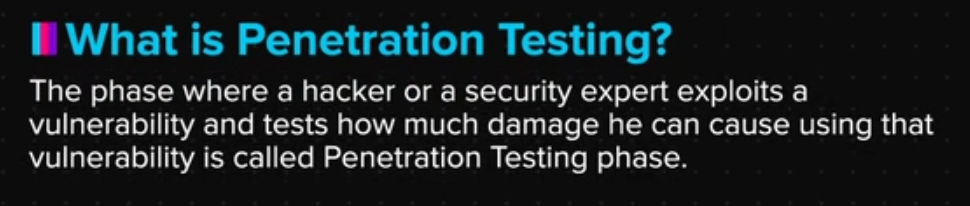 What is Penetration Testing?
The phase where a hacker or a security expert exploits a
vulnerability and tests how much damage he can cause using that
vulnerability is called Penetration Testing phase.